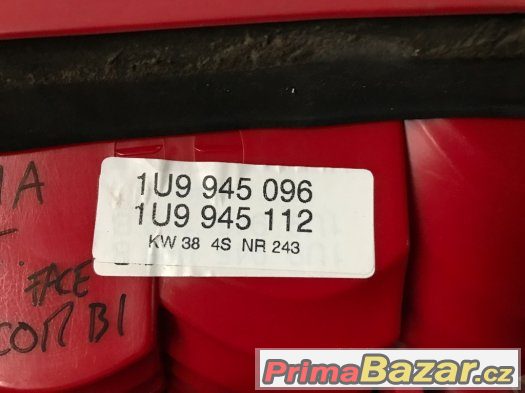 1U9 945 096
1U9 945 112
KW 38 4S NR 243
FACE
COMBI
PrimaBazar.cz